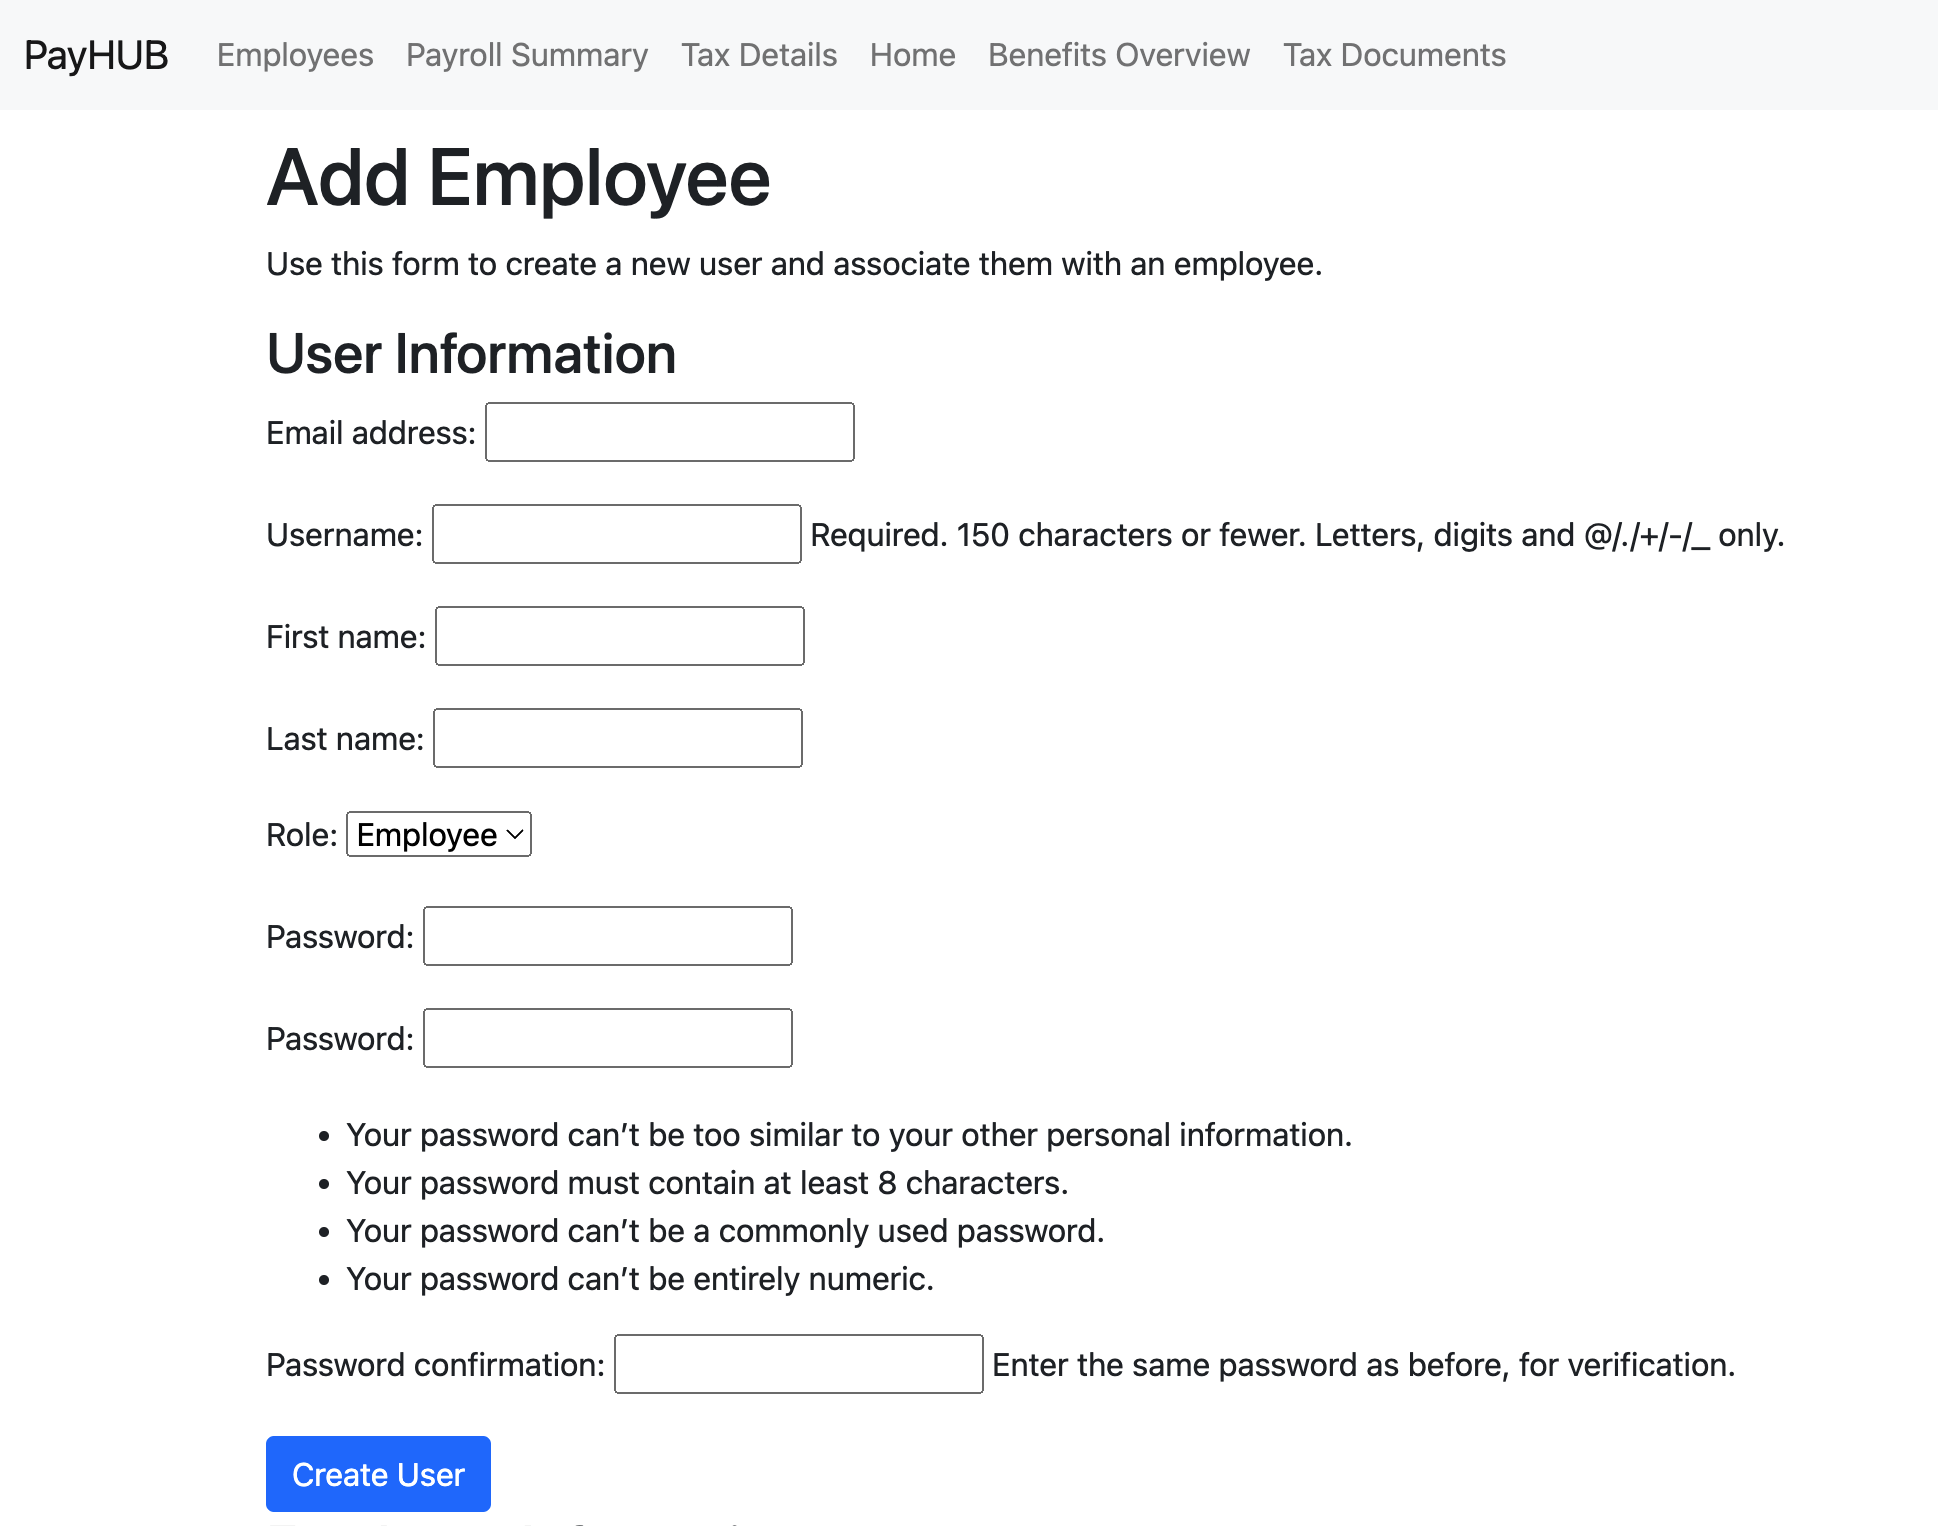 PayHUB Employees Payroll Summary Tax Details Home Benefits Overview Tax Documents
Add Employee
Use this form to create a new user and associate them with an employee.
User Information
Email address:
Username: Required. 150 characters or fewer. Letters, digits and @/./+/-/_ only.
First name:
Last name:
Role: Employee
Password:
Password:
• Your password can’t be too similar to your other personal information.
• Your password must contain at least 8 characters.
• Your password can’t be a commonly used password.
• Your password can’t be entirely numeric.
Password confirmation: Enter the same password as before, for verification.
Create User